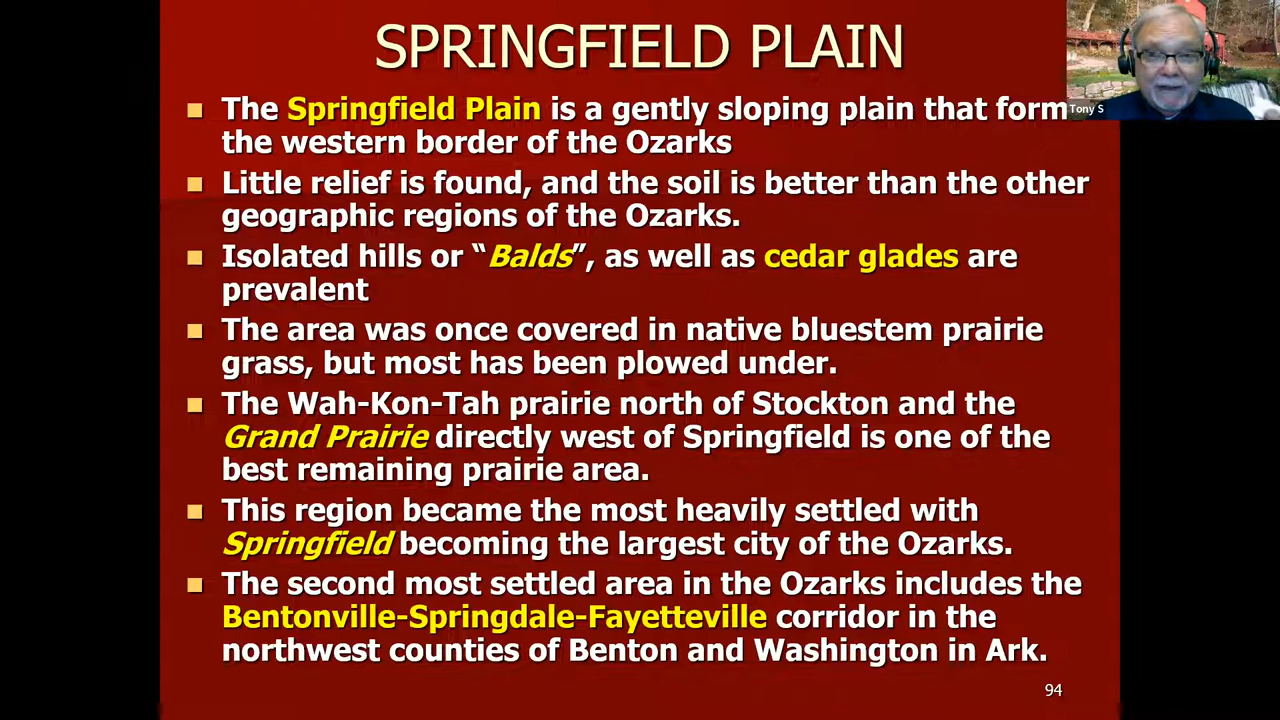 SPRINGFIELD PLAIN
The Springfield Plain is a gently sloping plain that form
the western border of the Ozarks
Little relief is found, and the soil is better than the other
geographic regions of the Ozarks.
Isolated hills or “Balds”, as well as cedar glades are
prevalent
The area was once covered in native bluestem prairie
grass, but most has been plowed under.
The Wah-Kon-Tah prairie north of Stockton and the
Grand Prairie directly west of Springfield is one of the
best remaining prairie area.
This region became the most heavily settled with
Springfield becoming the largest city of the Ozarks.
The second most settled area in the Ozarks includes the
Bentonville-Springdale-Fayetteville corridor in the
northwest counties of Benton and Washington in Ark.
94
Tony S